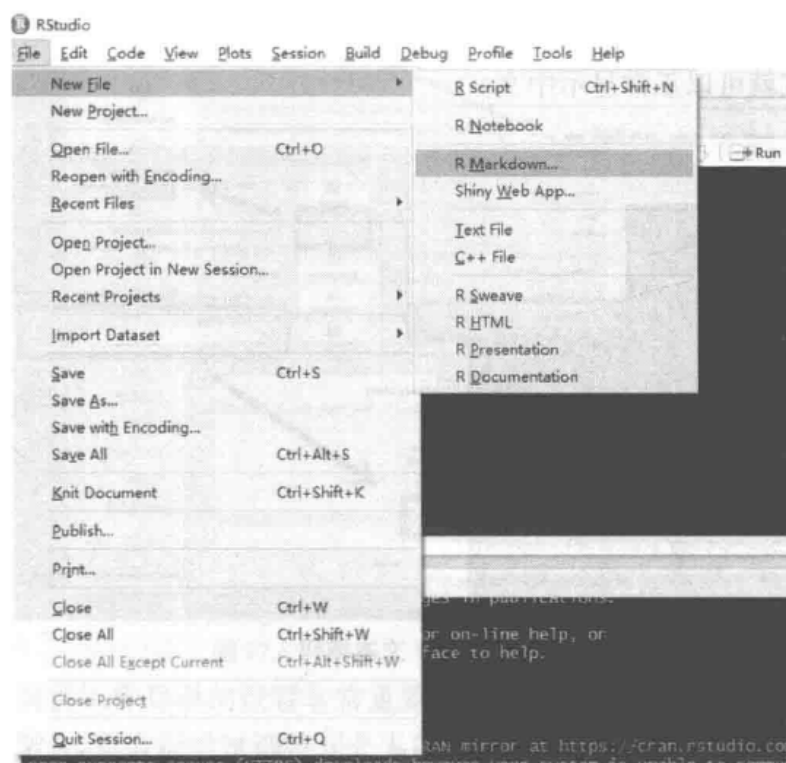 RStudio
File Edit Code View Plots Session Build Debug Profile Tools Help
New File
New Project...
Open File... Ctrl+O
Reopen with Encoding...
Recent Files
Open Project...
Open Project in New Session...
Recent Projects
Import Dataset
Save Ctrl+S
Save As...
Save with Encoding...
Save All Ctrl+Alt+S
Knit Document Ctrl+Shift+K
Publish...
Print...
Close Ctrl+W
Close All Ctrl+Shift+W
Close All Except Current Ctrl+Alt+Shift+W
Close Project
Quit Session... Ctrl+Q
R Script Ctrl+Shift+N
R Notebook
R Markdown...
Shiny Web App...
Text File
C++ File
R Sweave
R HTML
R Presentation
R Documentation
Run
in publications.
or on-line help, or
face to help.
RAN mirror at https://cran.rstudio.co